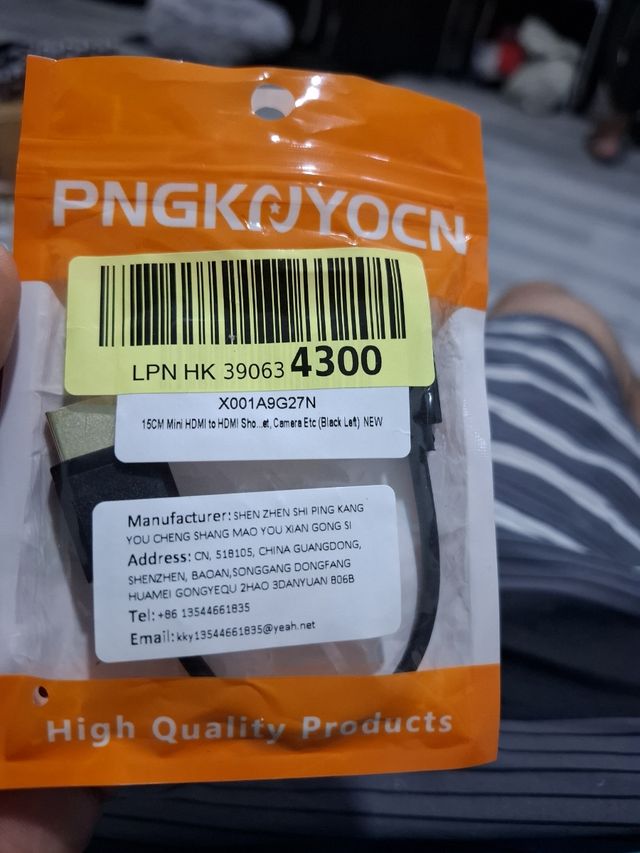 PNGKNYOCN
LPN HK 390634300
X001A9G27N
15CM Mini HDMI to HDMI Sho...et, Camera Etc (Black Left) NEW
Manufacturer: SHEN ZHEN SHI PING KANG
YOU CHENG SHANG MAO YOU XIAN GONG SI
Address: CN, 518105, CHINA GUANGDONG,
SHENZHEN, BAOAN,SONGGANG DONGFANG
HUAMEI GONGYEQU 2HAO 3DANYUAN 806B
Tel: +86 13544661835
Email: kky13544661835@yeah.net
High Quality Products